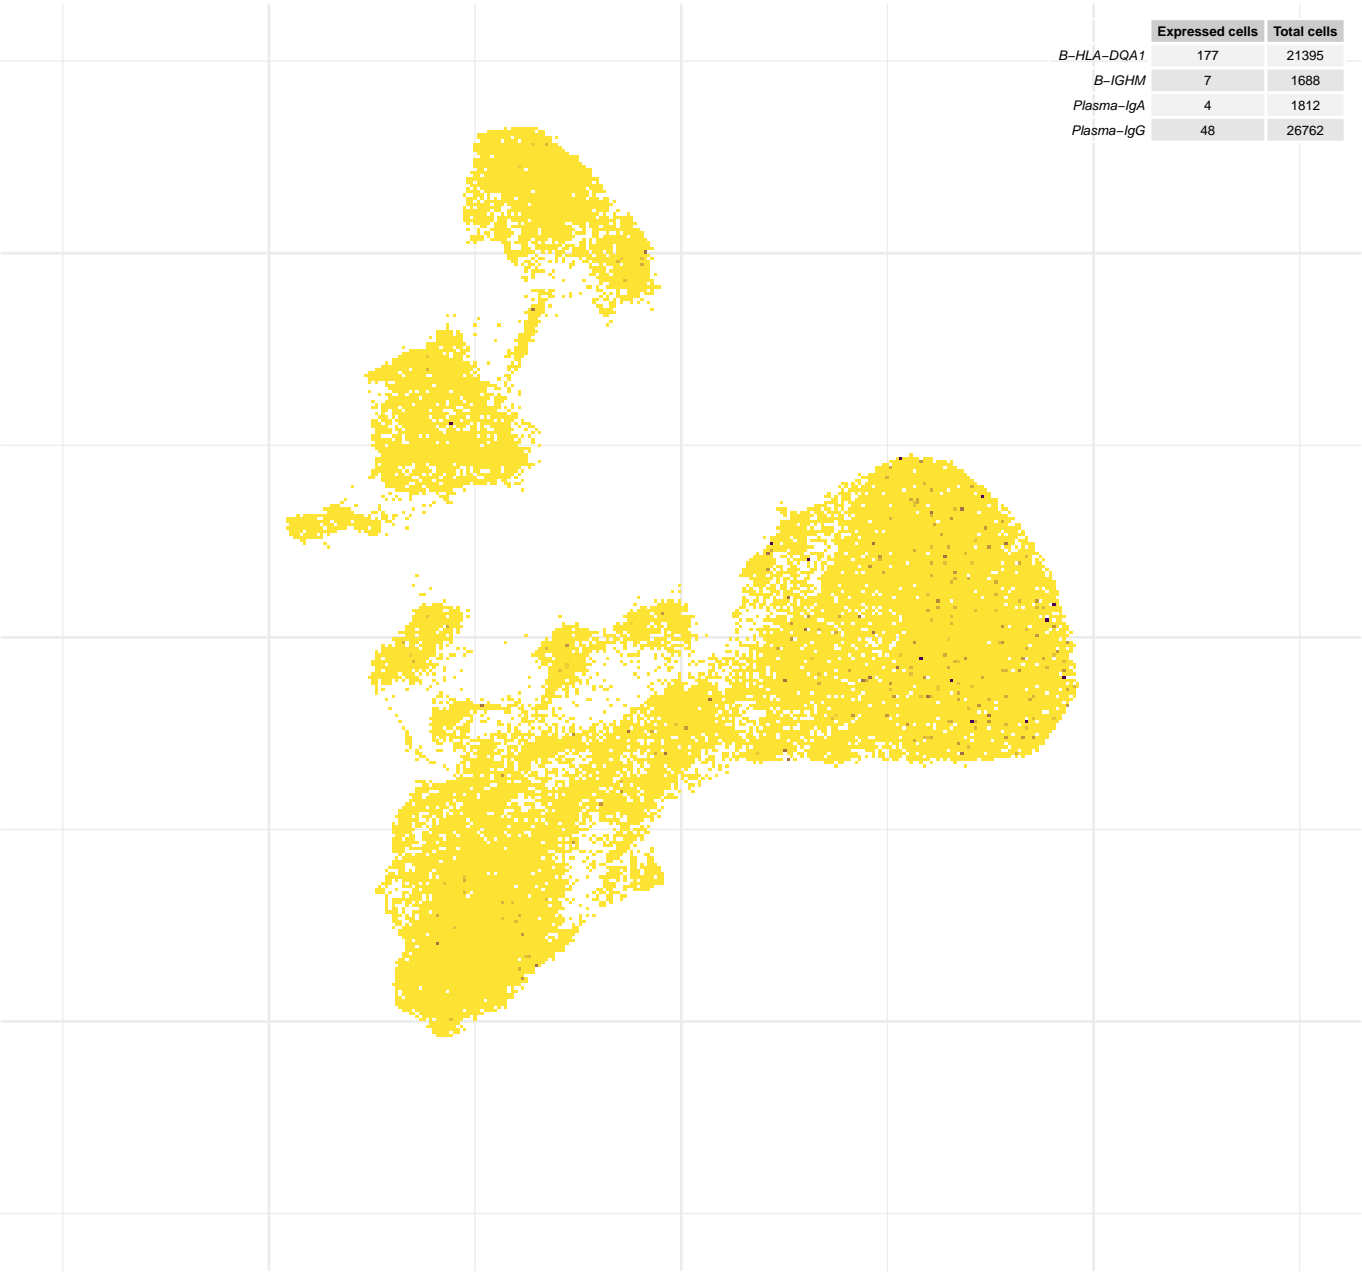 Expressed cells Total cells
B−HLA−DQA1 177 21395
B−IGHM 7 1688
Plasma−IgA 4 1812
Plasma−IgG 48 26762